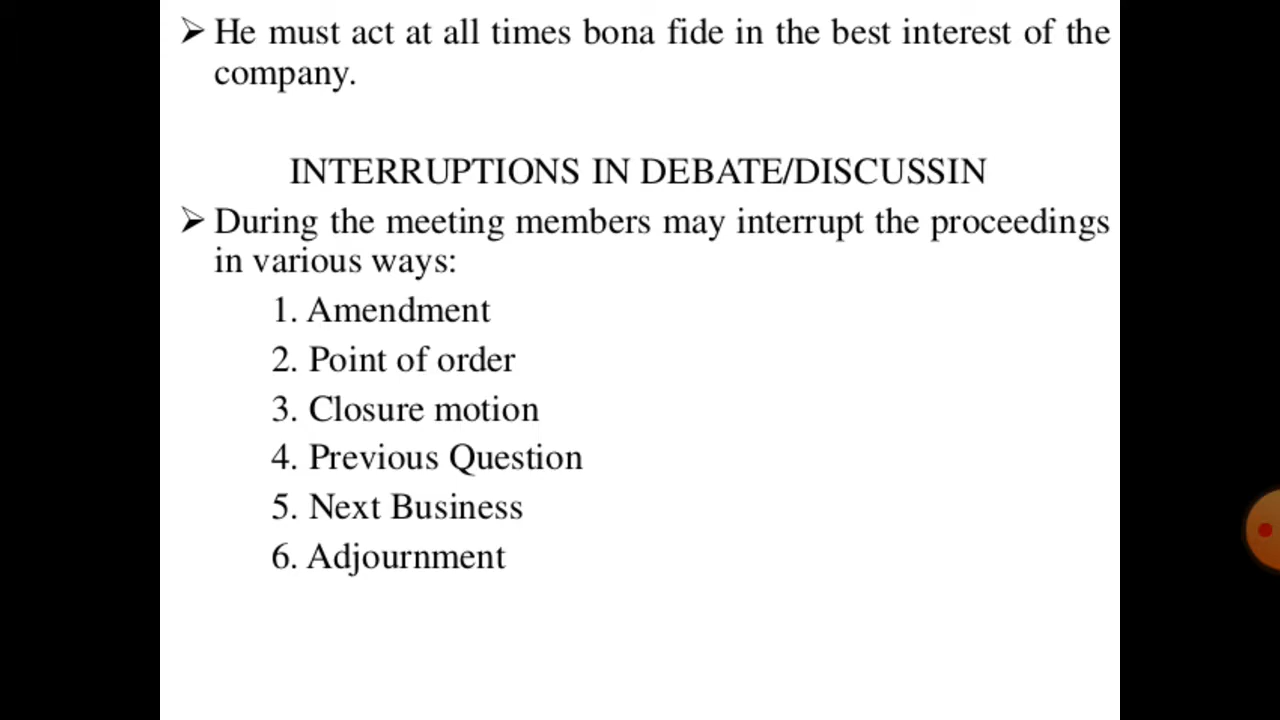 ➢ He must act at all times bona fide in the best interest of the
company.
INTERRUPTIONS IN DEBATE/DISCUSSIN
➢ During the meeting members may interrupt the proceedings
in various ways:
1. Amendment
2. Point of order
3. Closure motion
4. Previous Question
5. Next Business
6. Adjournment